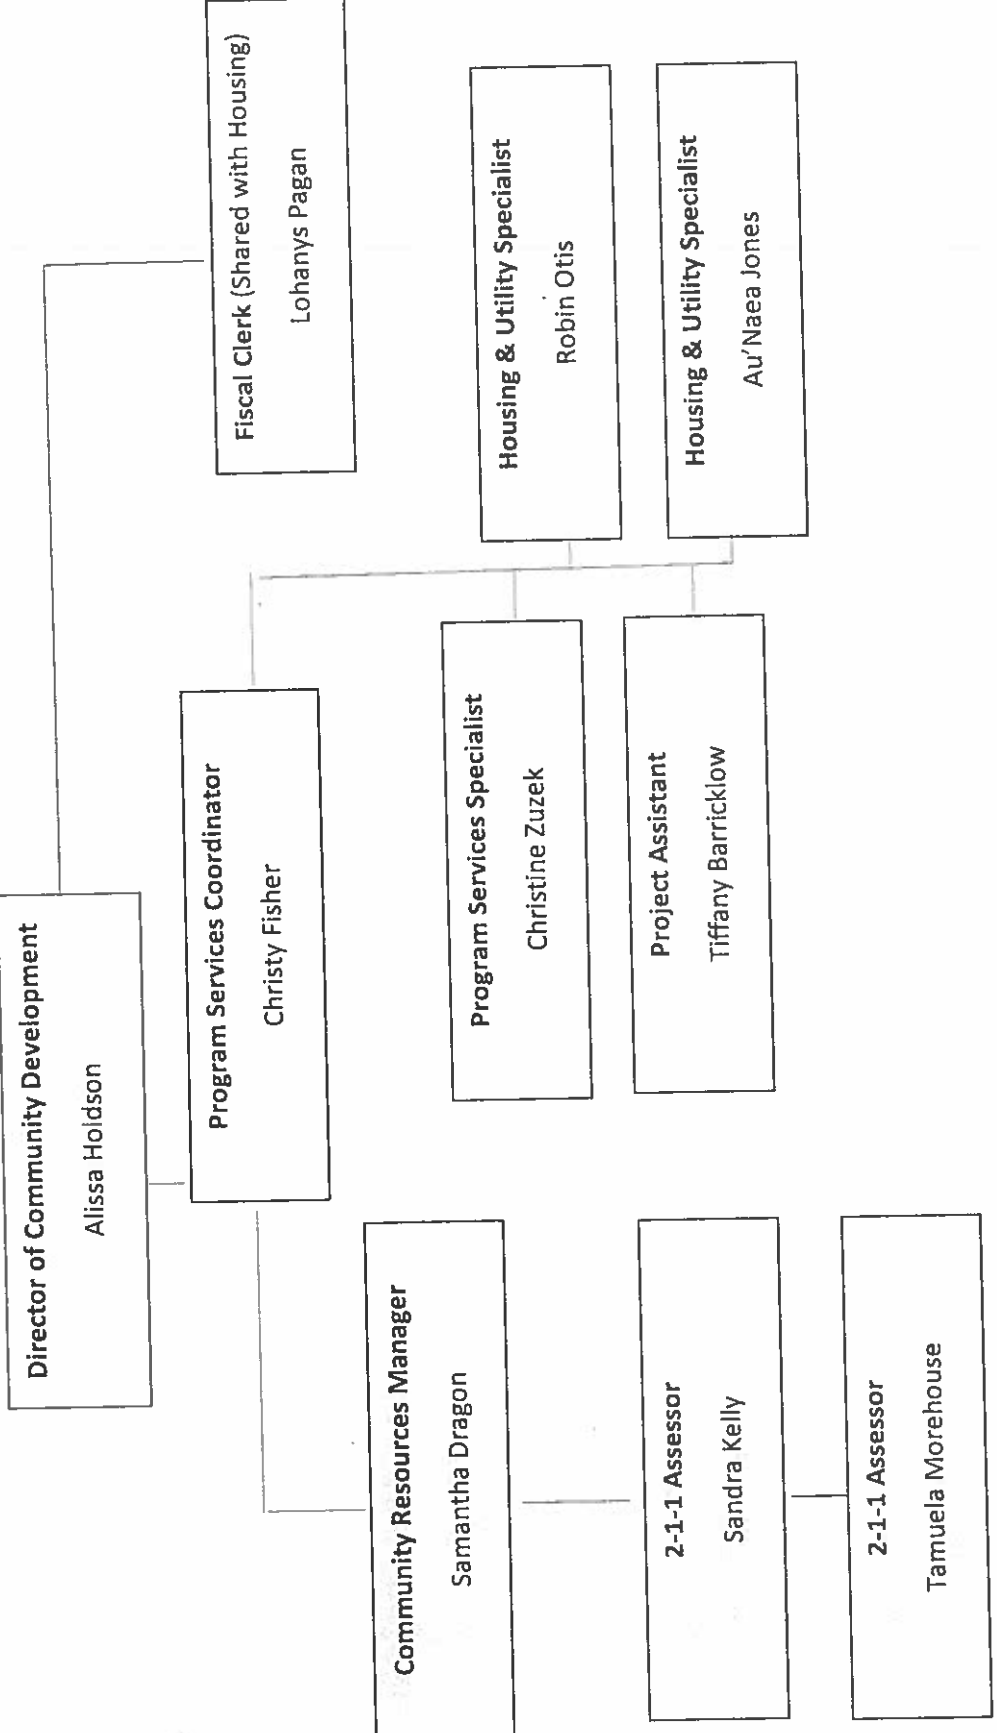 Director of Community Development
Alissa Holdson
Fiscal Clerk (Shared with Housing)
Lohanys Pagan
Program Services Coordinator
Christy Fisher
Community Resources Manager
Samantha Dragon
Program Services Specialist
Christine Zuzek
Housing & Utility Specialist
Robin Otis
2-1-1 Assessor
Sandra Kelly
Project Assistant
Tiffany Barricklow
Housing & Utility Specialist
Au'Naea Jones
2-1-1 Assessor
Tamuela Morehouse